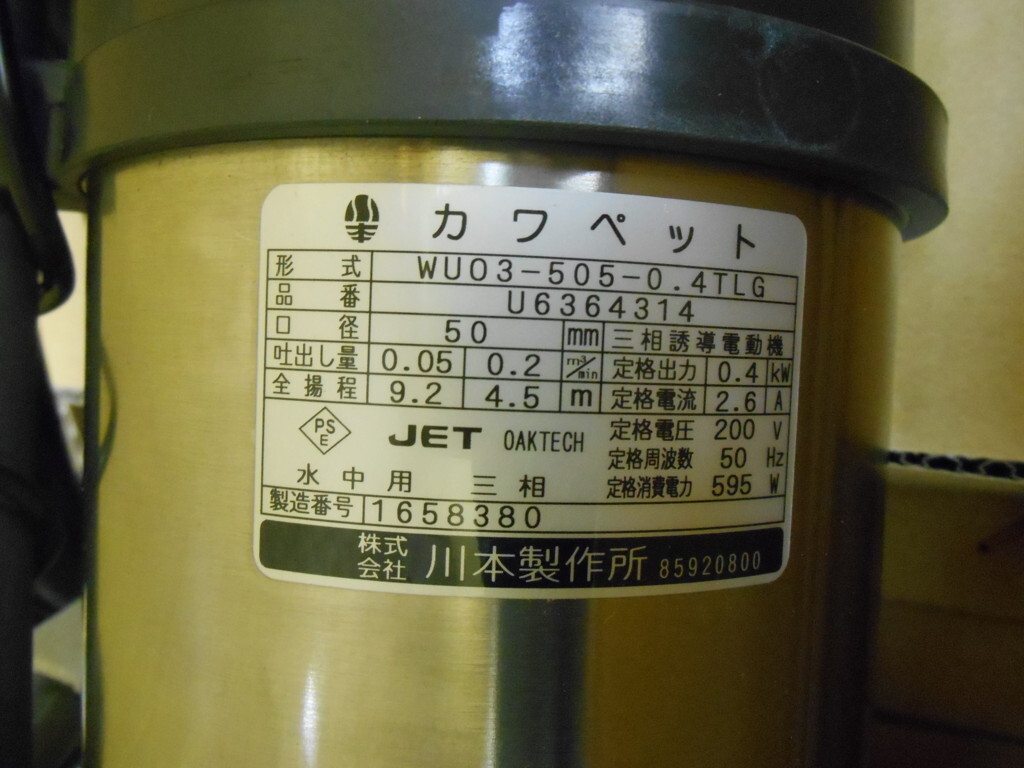 カワペット
形式 WU03-505-0.4TLG
品番 U6364314
口径 50 mm 三相誘導電動機
吐出し量 0.05 0.2 m³/min 定格出力 0.4 kW
全揚程 9.2 4.5 m 定格電流 2.6 A
PSE JET OAKTECH 定格電圧 200 V
定格周波数 50 Hz
水中用 三相 定格消費電力 595 W
製造番号 1658380
株式会社 川本製作所 85920800